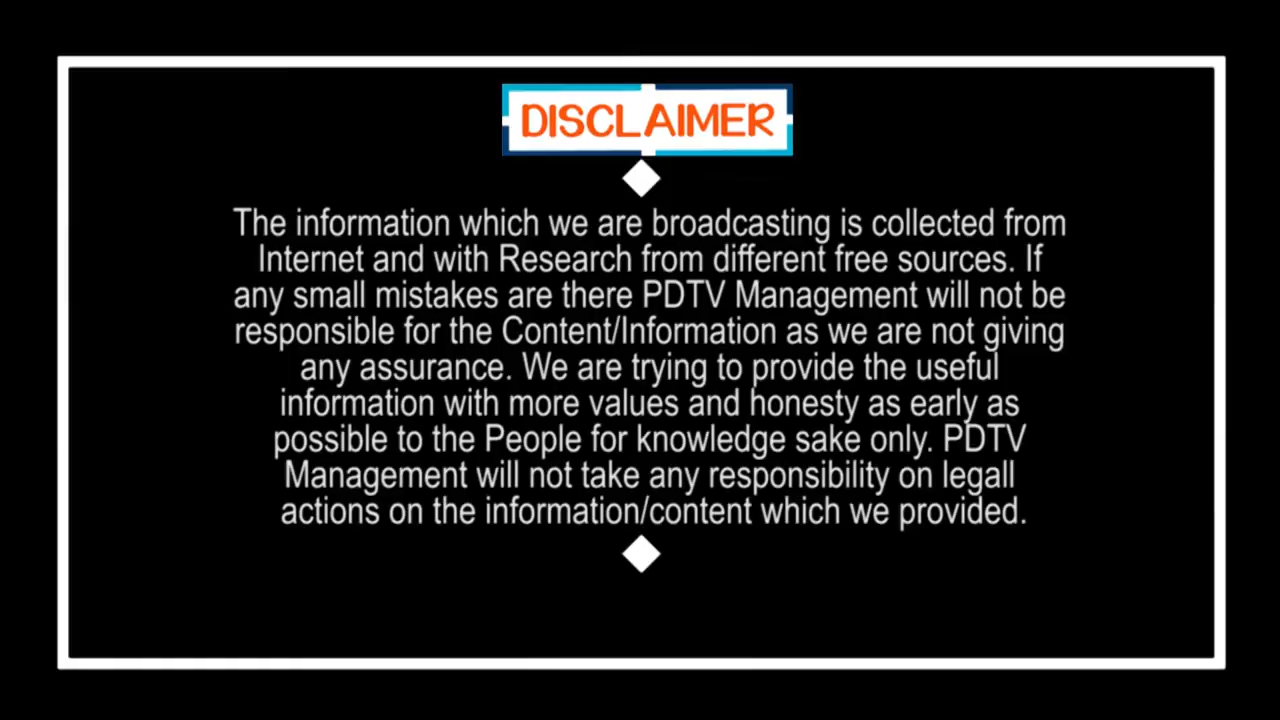 DISCLAIMER
The information which we are broadcasting is collected from
Internet and with Research from different free sources. If
any small mistakes are there PDTV Management will not be
responsible for the Content/Information as we are not giving
any assurance. We are trying to provide the useful
information with more values and honesty as early as
possible to the People for knowledge sake only. PDTV
Management will not take any responsibility on legall
actions on the information/content which we provided.